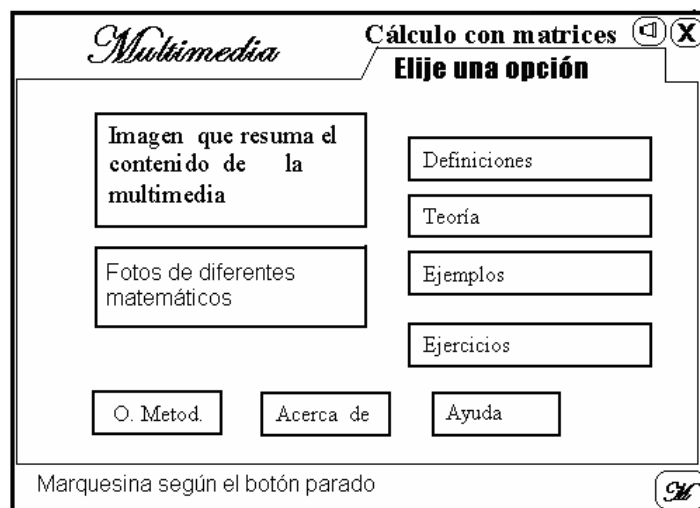 Multimedia
Cálculo con matrices
X
Elije una opción
Imagen que resuma el
contenido de la
multimedia
Fotos de diferentes
matemáticos
Definiciones
Teoría
Ejemplos
Ejercicios
O. Metod.
Acerca de
Ayuda
Marquesina según el botón parado
M